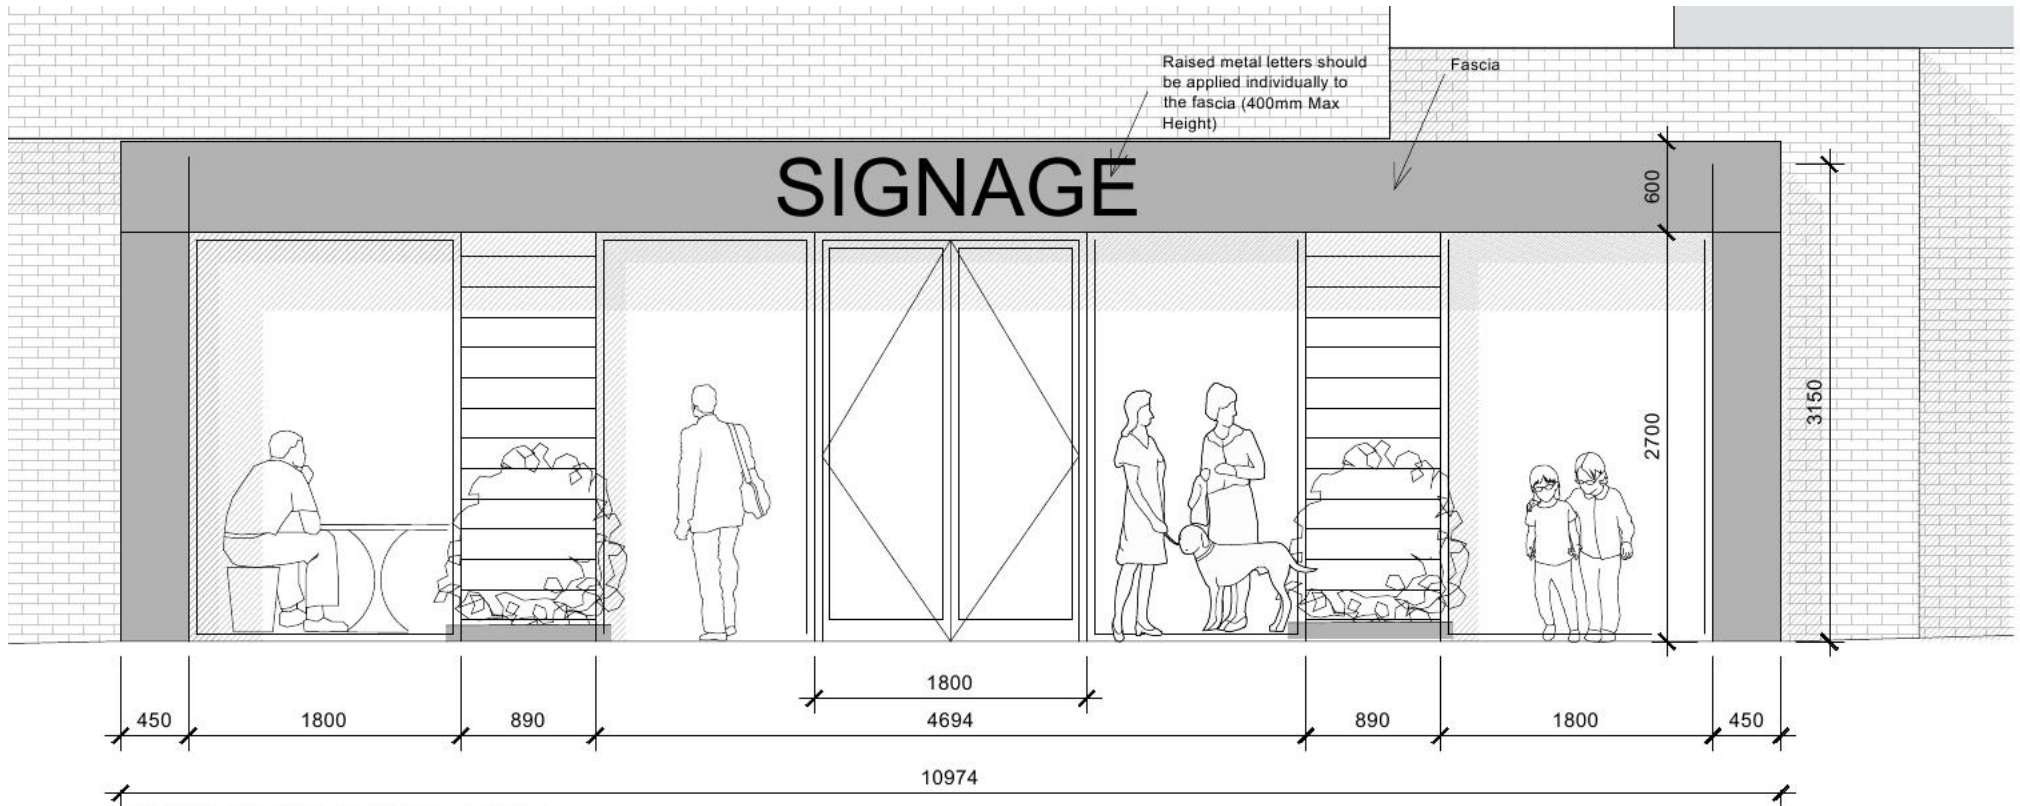 Raised metal letters should
be applied individually to
the fascia (400mm Max
Height)
Fascia
SIGNAGE
600
2700
3150
1800
450
1800
890
4694
890
1800
450
10974